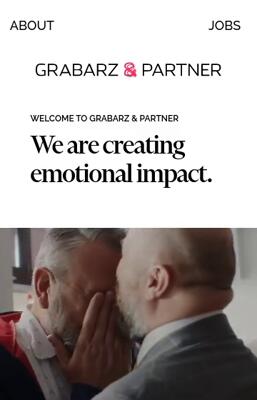 ABOUT
JOBS
GRABARZ & PARTNER
WELCOME TO GRABARZ & PARTNER
We are creating
emotional impact.